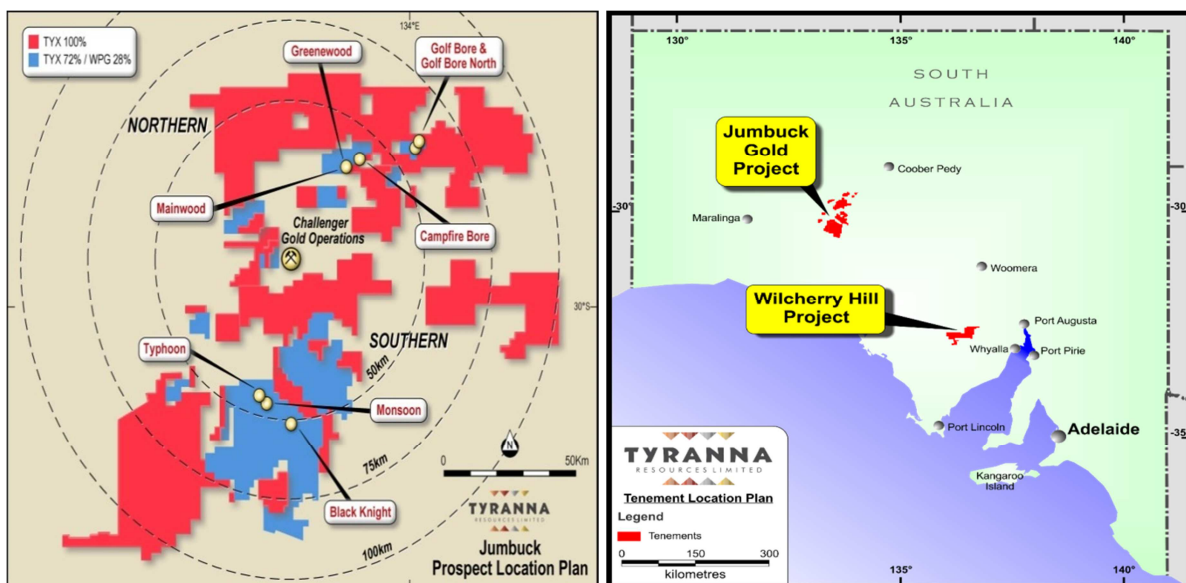 TYX 100%
TYX 72% / WPG 28%
134°E
Greenewood
Golf Bore &
Golf Bore North
NORTHERN
Mainwood
Challenger
Gold Operations
Campfire Bore
30°S
SOUTHERN
Typhoon
50km
Monsoon
75km
N
0
50Km
Black Knight
100km
TYRANNA
RESOURCES LIMITED
Jumbuck
Prospect Location Plan
130°
135°
140°
SOUTH
AUSTRALIA
Jumbuck
Gold
Project
Coober Pedy
-30°
Maralinga
Woomera
Wilcherry Hill
Project
Port Augusta
Whyalla
Port Pirie
Port Lincoln
Adelaide
-35°
Kangaroo
Island
TYRANNA
RESOURCES LIMITED
Tenement Location Plan
Legend
Tenements
0 150 300
kilometres
135°
140°